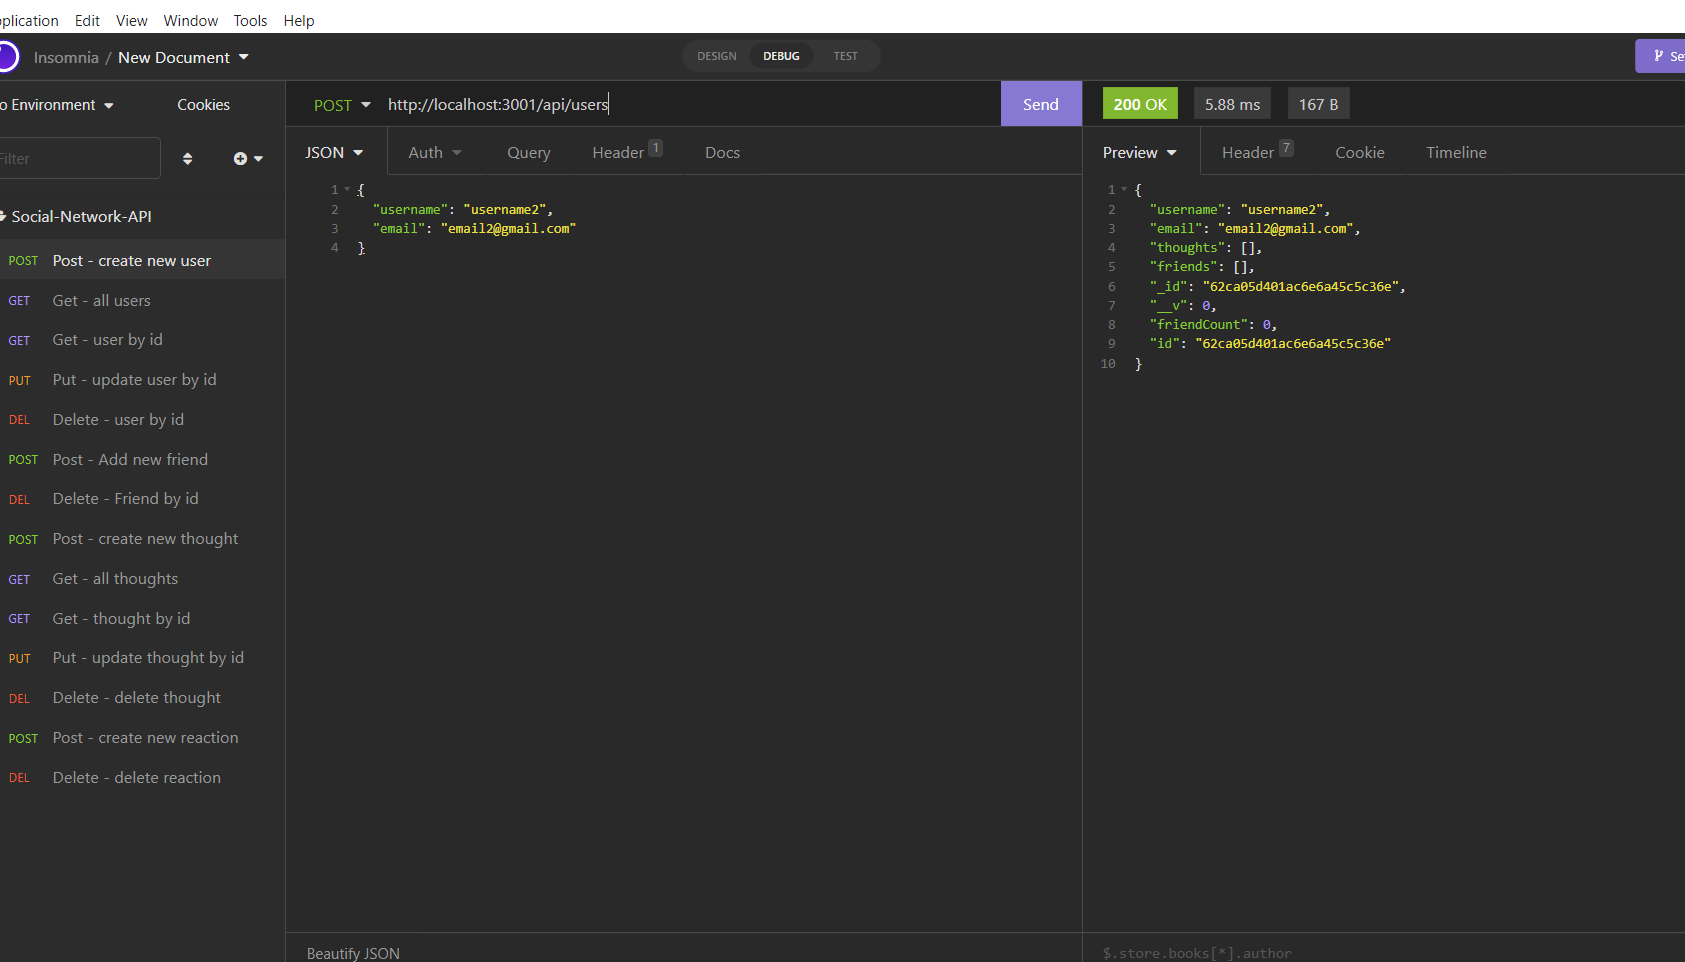 plication Edit View Window Tools Help
Insomnia / New Document
DESIGN DEBUG TEST
Se
o Environment
Cookies
POST http://localhost:3001/api/users
Send
200 OK 5.88 ms 167 B
Filter
JSON Auth Query Header 1 Docs
Preview Header 7 Cookie Timeline
Social-Network-API
POST Post - create new user
GET Get - all users
GET Get - user by id
PUT Put - update user by id
DEL Delete - user by id
POST Post - Add new friend
DEL Delete - Friend by id
POST Post - create new thought
GET Get - all thoughts
GET Get - thought by id
PUT Put - update thought by id
DEL Delete - delete thought
POST Post - create new reaction
DEL Delete - delete reaction
1 {
2 "username": "username2",
3 "email": "email2@gmail.com"
4 }
Beautify JSON
1 {
2 "username": "username2",
3 "email": "email2@gmail.com",
4 "thoughts": [],
5 "friends": [],
6 "_id": "62ca05d401ac6e6a45c5c36e",
7 "__v": 0,
8 "friendCount": 0,
9 "id": "62ca05d401ac6e6a45c5c36e"
10 }
$.store.books[*].author